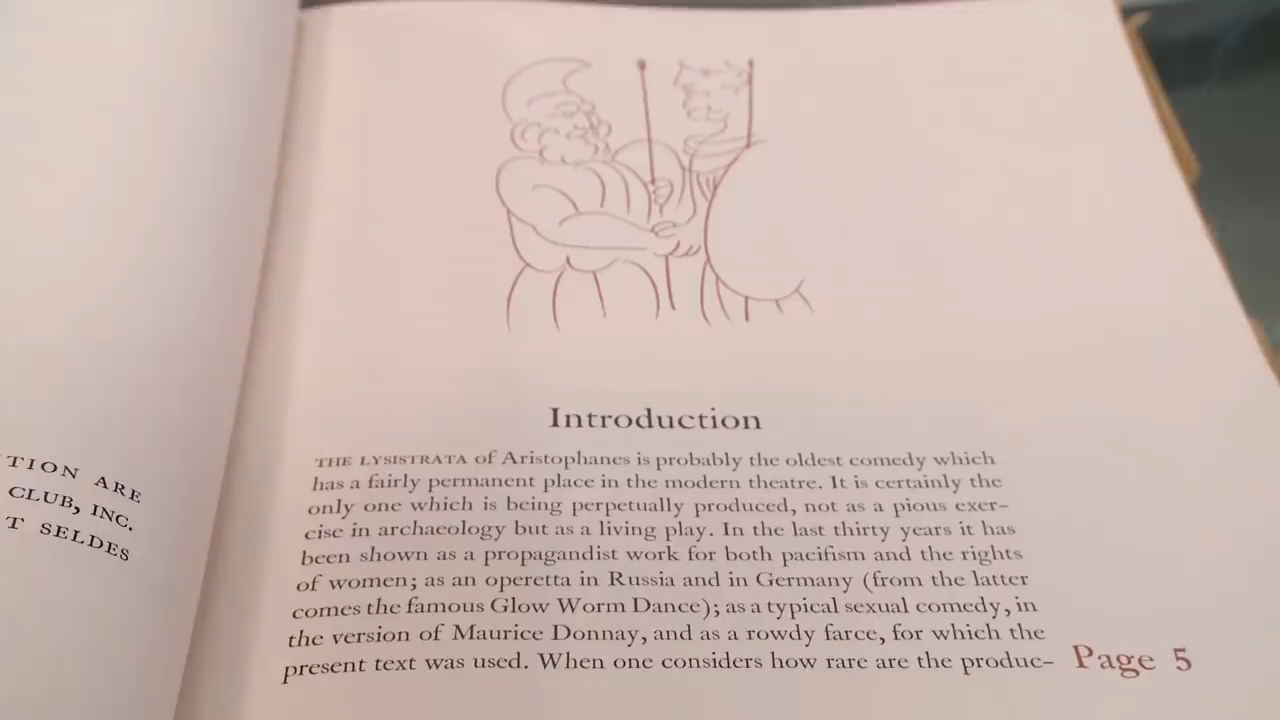 TION ARE
CLUB, INC.
T SELDES
Introduction
THE LYSISTRATA of Aristophanes is probably the oldest comedy which
has a fairly permanent place in the modern theatre. It is certainly the
only one which is being perpetually produced, not as a pious exer-
cise in archaeology but as a living play. In the last thirty years it has
been shown as a propagandist work for both pacifism and the rights
of women; as an operetta in Russia and in Germany (from the latter
comes the famous Glow Worm Dance); as a typical sexual comedy, in
the version of Maurice Donnay, and as a rowdy farce, for which the
present text was used. When one considers how rare are the produc-
Page 5